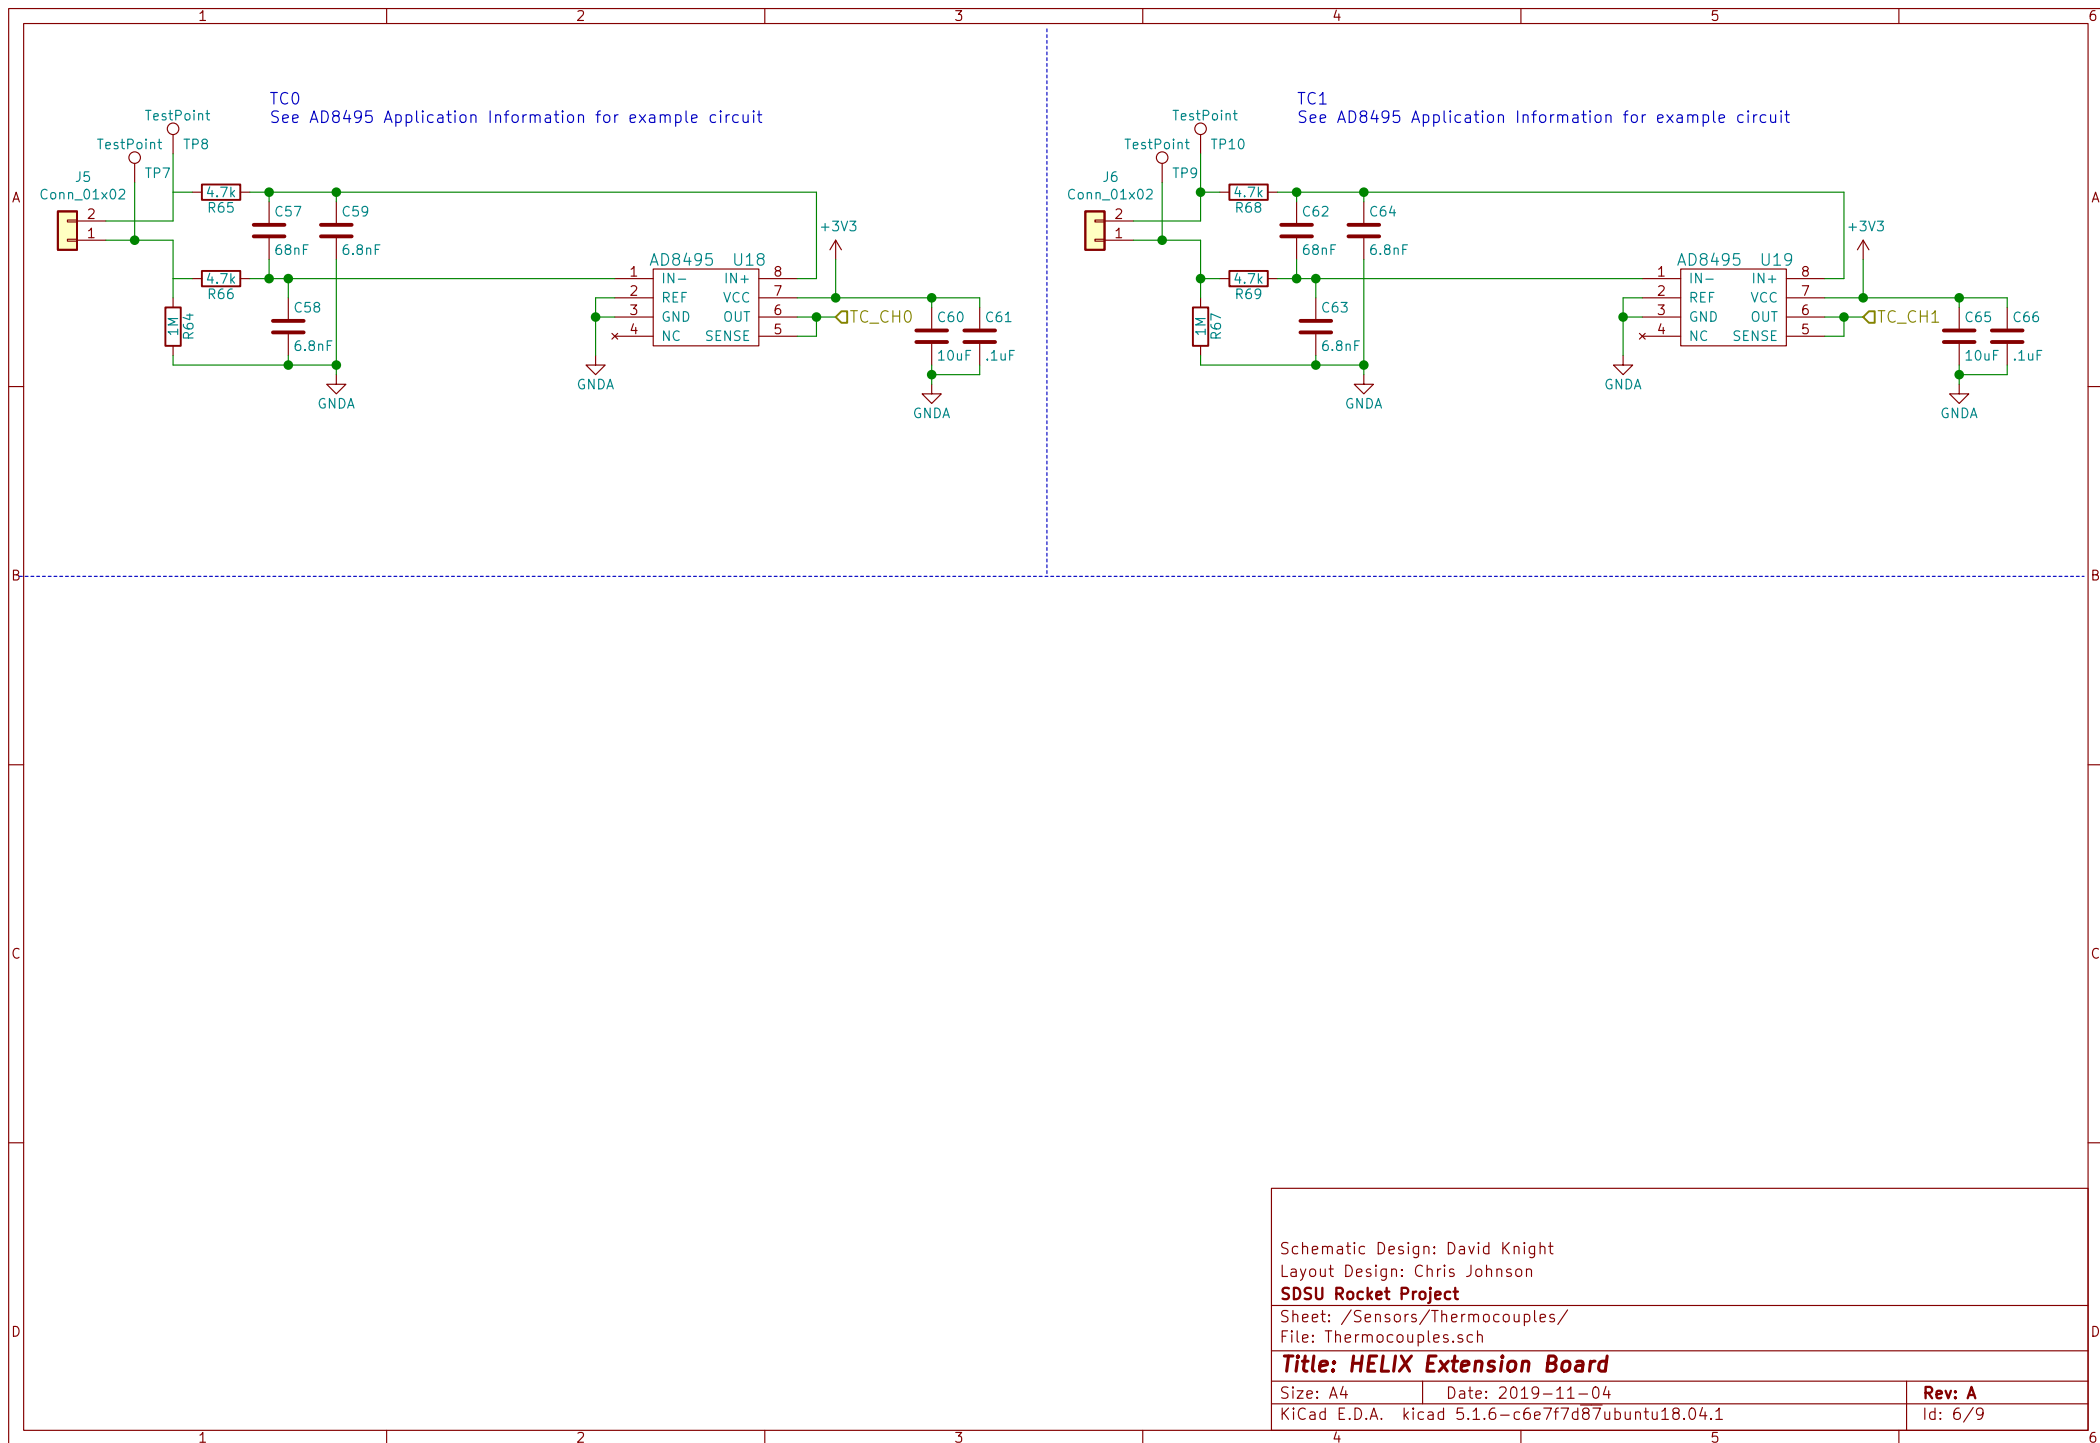 1 2 3 4 5 6
A
B
C
D
A
B
C
D
TC0
See AD8495 Application Information for example circuit
TestPoint
TP8
TestPoint
TP7
J5
Conn_01x02
2
1
4.7k
R65
C57
68nF
C59
6.8nF
4.7k
R66
1M
R64
C58
6.8nF
GNDA
AD8495 U18
1 IN- IN+ 8
2 REF VCC 7
3 GND OUT 6
4 NC SENSE 5
GNDA
+3V3
TC_CH0
C60
10uF
C61
.1uF
GNDA
TC1
See AD8495 Application Information for example circuit
TestPoint
TP10
TestPoint
TP9
J6
Conn_01x02
2
1
4.7k
R68
C62
68nF
C64
6.8nF
4.7k
R69
1M
R67
C63
6.8nF
GNDA
AD8495 U19
1 IN- IN+ 8
2 REF VCC 7
3 GND OUT 6
4 NC SENSE 5
GNDA
+3V3
TC_CH1
C65
10uF
C66
.1uF
GNDA
Schematic Design: David Knight
Layout Design: Chris Johnson
SDSU Rocket Project
Sheet: /Sensors/Thermocouples/
File: Thermocouples.sch
Title: HELIX Extension Board
Size: A4 Date: 2019-11-04 Rev: A
KiCad E.D.A. kicad 5.1.6-c6e7f7d87ubuntu18.04.1 Id: 6/9
1 2 3 4 5 6